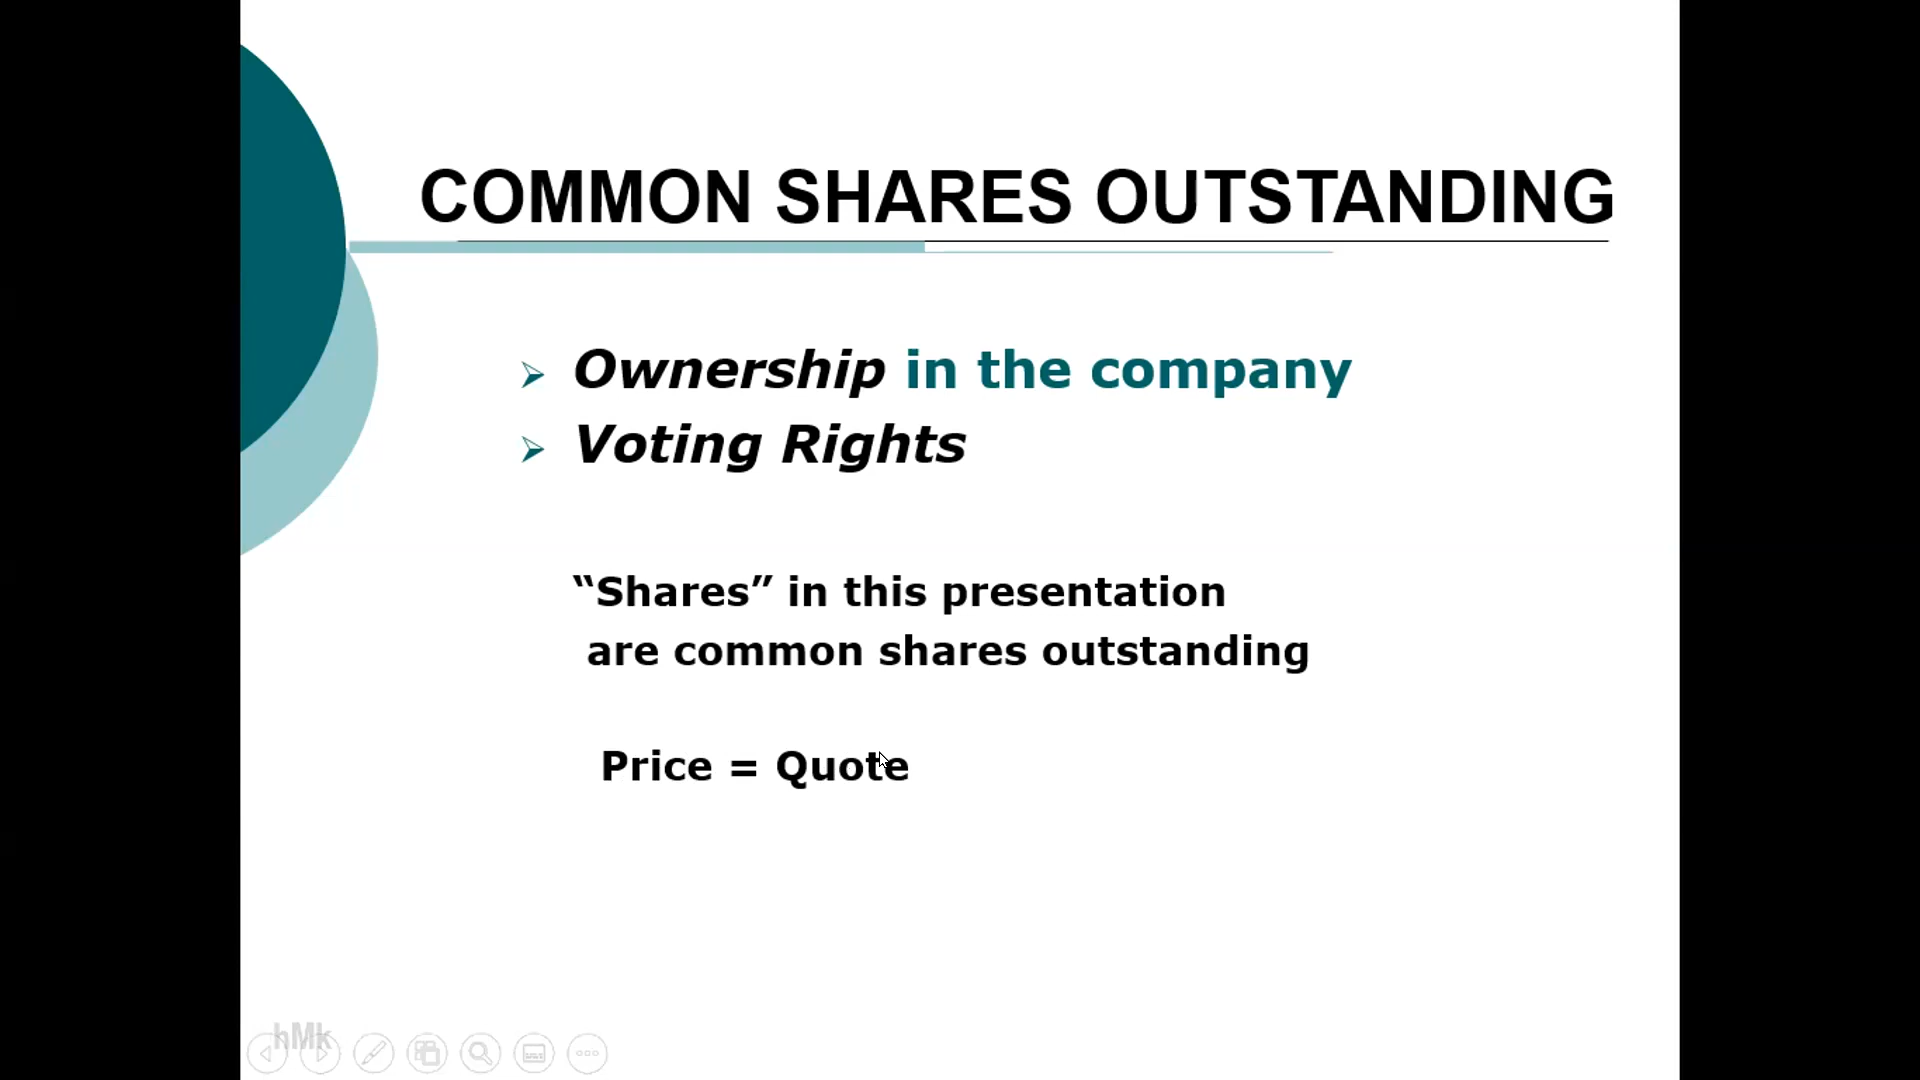 COMMON SHARES OUTSTANDING
Ownership in the company
Voting Rights
“Shares” in this presentation
are common shares outstanding
Price = Quote
hMk